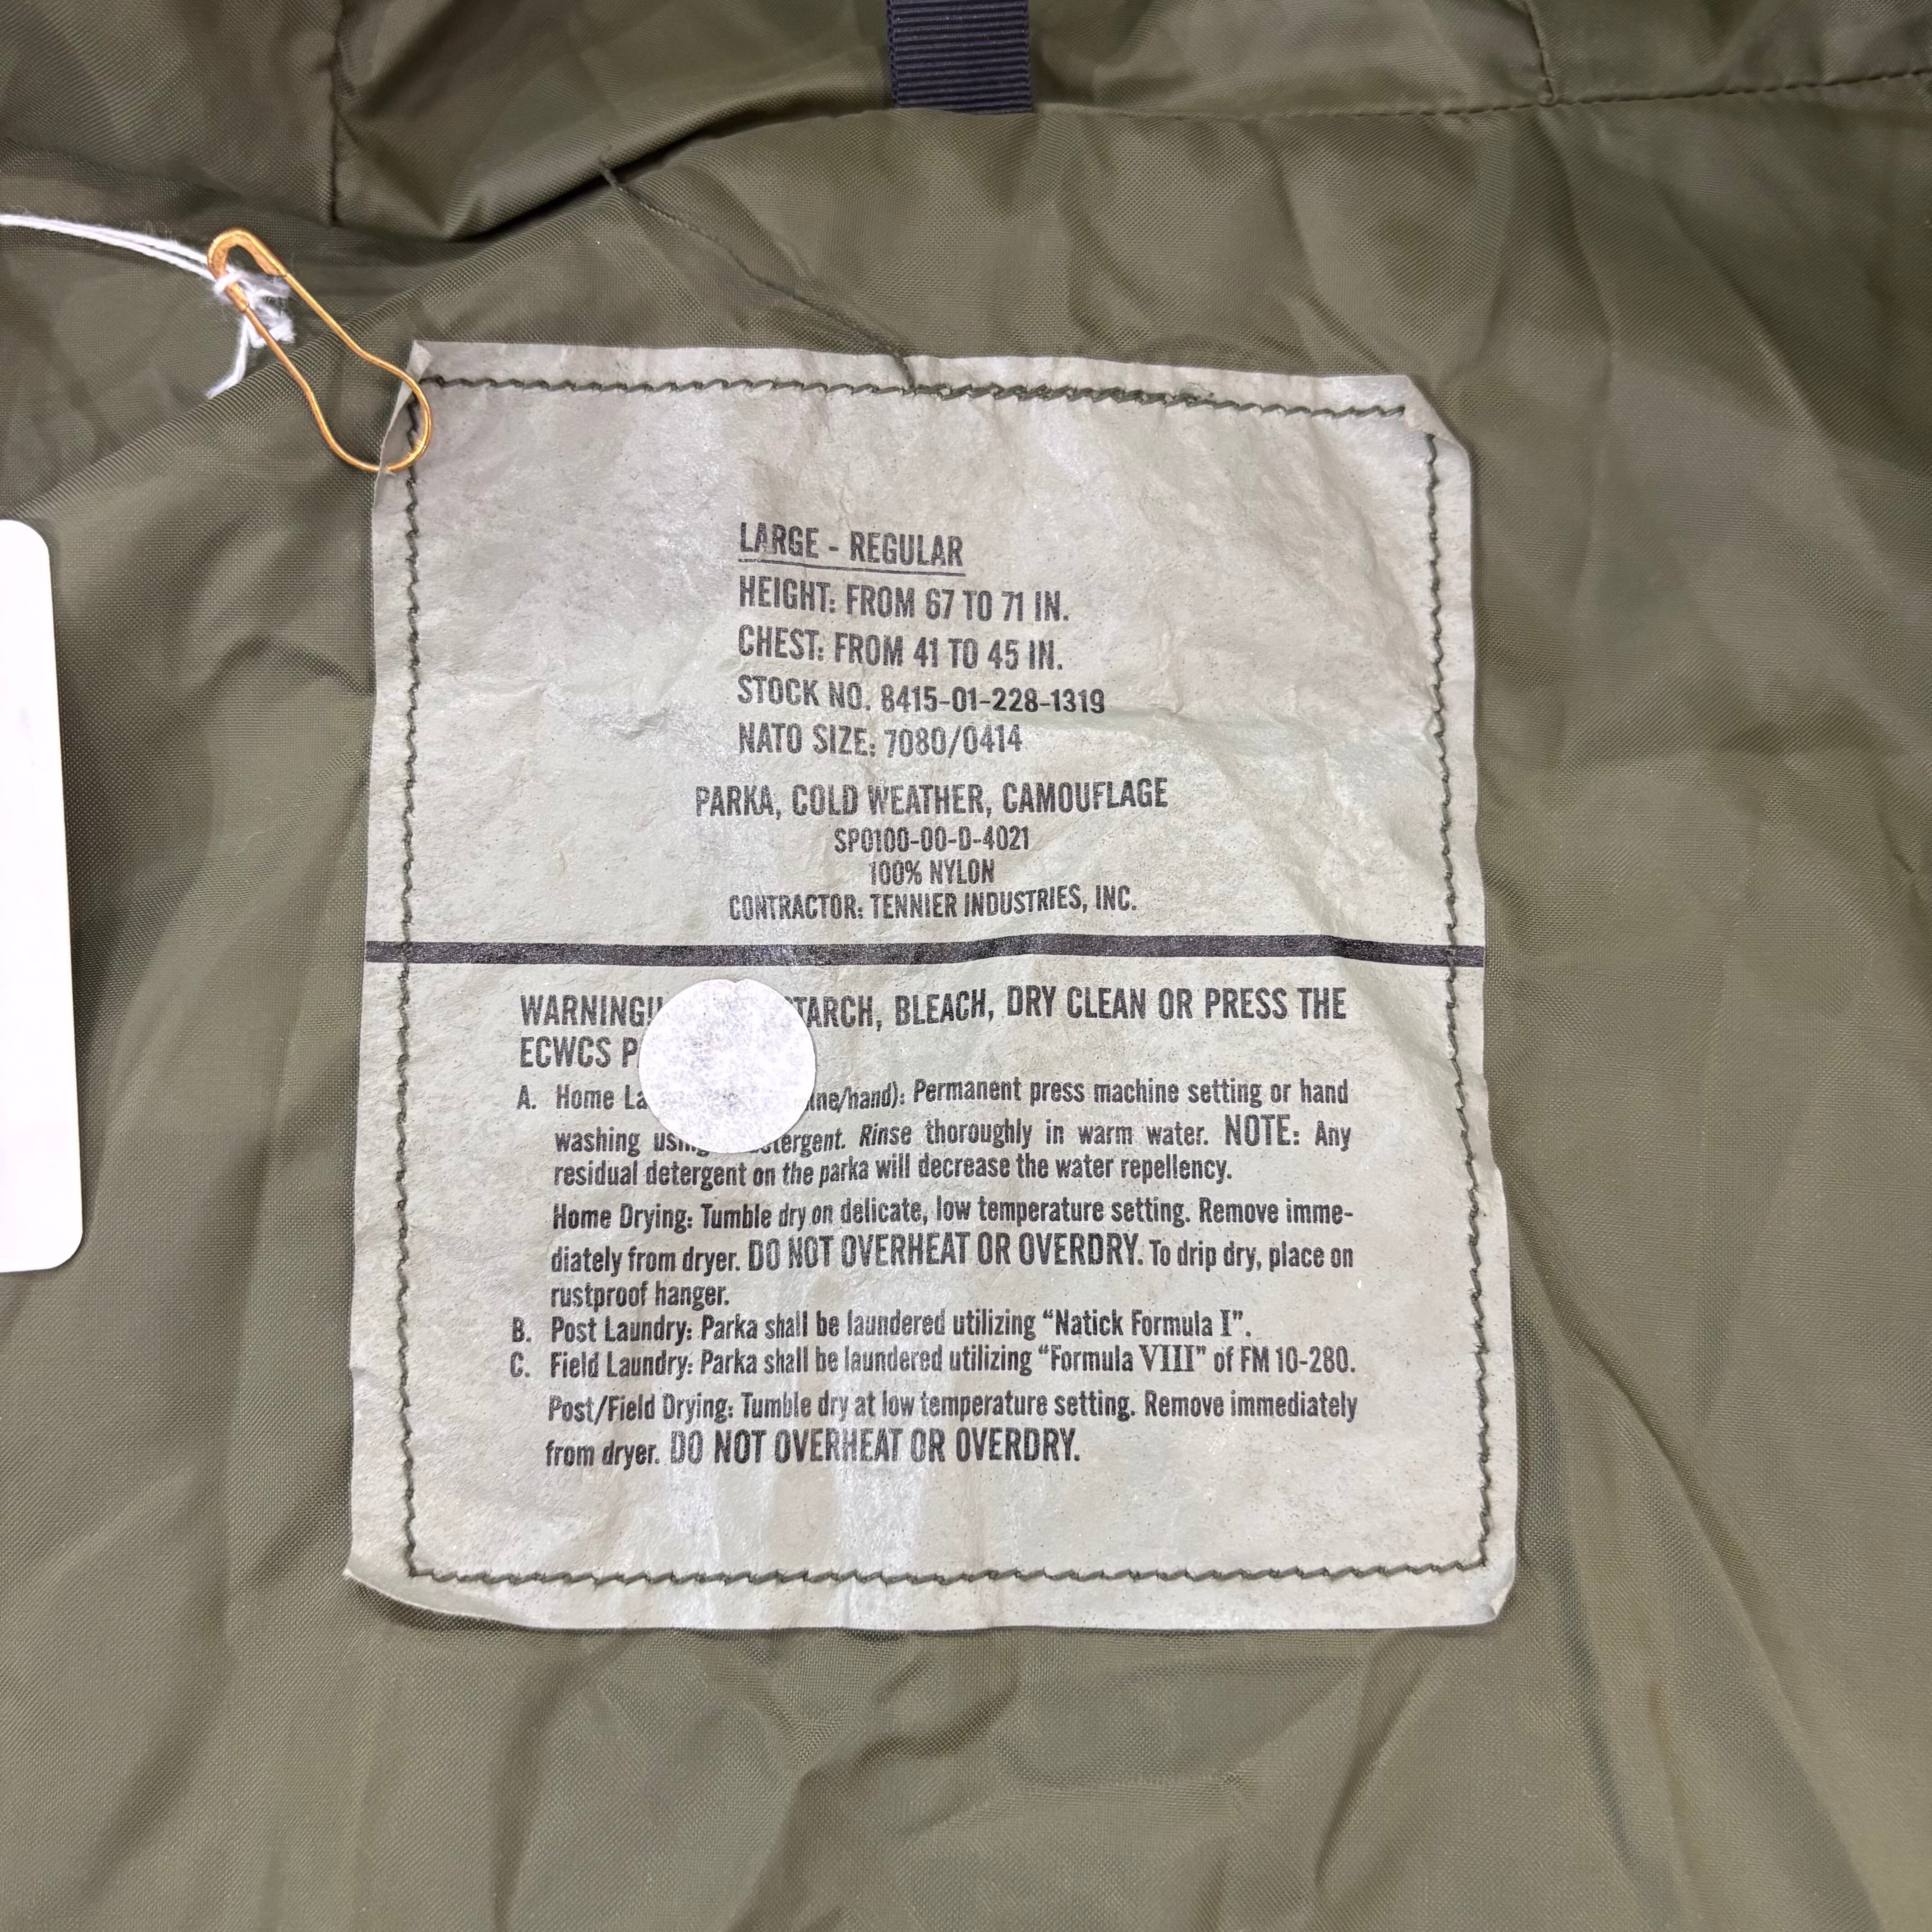 LARGE - REGULAR
HEIGHT: FROM 67 TO 71 IN.
CHEST: FROM 41 TO 45 IN.
STOCK NO. 8415-01-228-1319
NATO SIZE: 7080/0414
PARKA, COLD WEATHER, CAMOUFLAGE
SP0100-00-D-4021
100% NYLON
CONTRACTOR: TENNIER INDUSTRIES, INC.
WARNING!! BLEACH, DRY CLEAN OR PRESS THE
ECWCS
A. Home Permanent press machine setting or hand
washing Rinse thoroughly in warm water. NOTE: Any
residual detergent on the parka will decrease the water repellency.
Home Drying: Tumble dry on delicate, low temperature setting. Remove imme-
diately from dryer. DO NOT OVERHEAT OR OVERDRY. To drip dry, place on
rustproof hanger.
B. Post Laundry: Parka shall be laundered utilizing “Natick Formula I”.
C. Field Laundry: Parka shall be laundered utilizing “Formula VIII” of FM 10-280.
Post/Field Drying: Tumble dry at low temperature setting. Remove immediately
from dryer. DO NOT OVERHEAT OR OVERDRY.